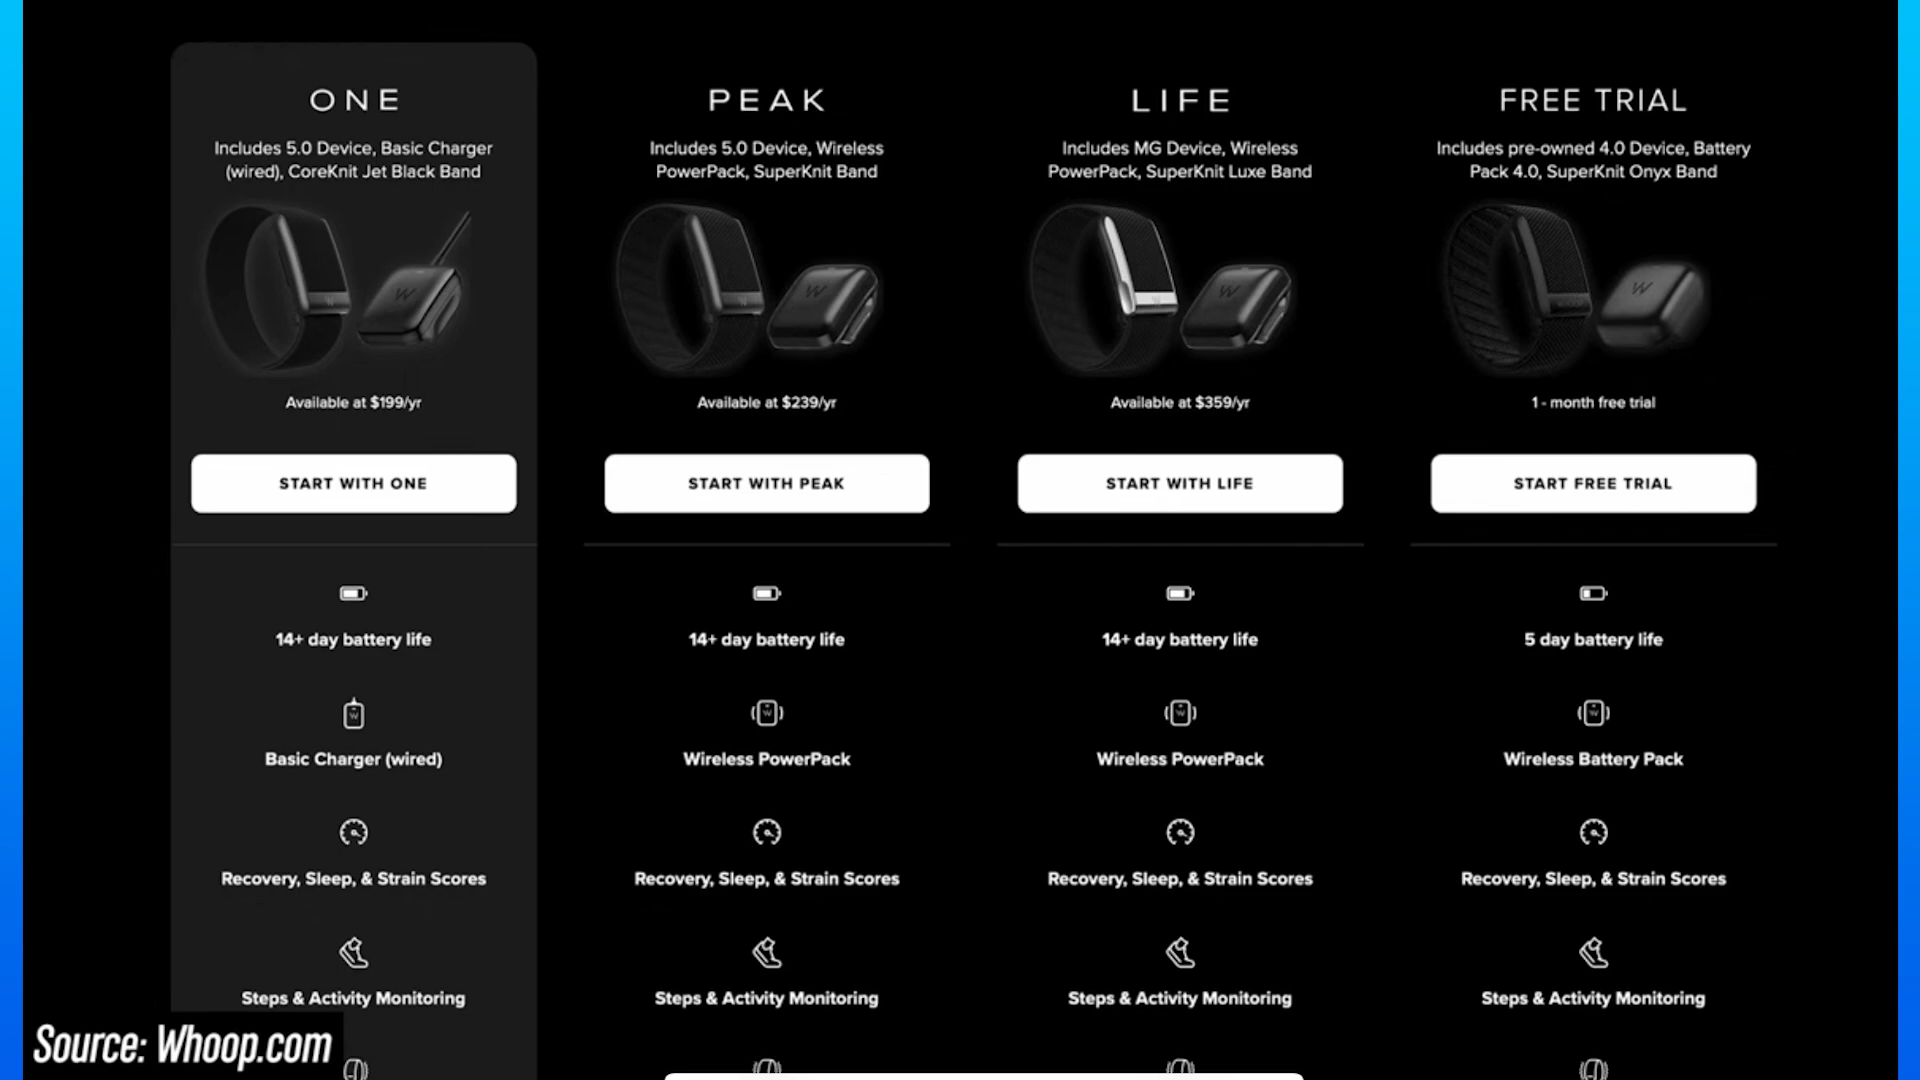 ONE
Includes 5.0 Device, Basic Charger
(wired), CoreKnit Jet Black Band
Available at $199/yr
START WITH ONE
14+ day battery life
Basic Charger (wired)
Recovery, Sleep, & Strain Scores
Steps & Activity Monitoring
PEAK
Includes 5.0 Device, Wireless
PowerPack, SuperKnit Band
Available at $239/yr
START WITH PEAK
14+ day battery life
Wireless PowerPack
Recovery, Sleep, & Strain Scores
Steps & Activity Monitoring
LIFE
Includes MG Device, Wireless
PowerPack, SuperKnit Luxe Band
Available at $359/yr
START WITH LIFE
14+ day battery life
Wireless PowerPack
Recovery, Sleep, & Strain Scores
Steps & Activity Monitoring
FREE TRIAL
Includes pre-owned 4.0 Device, Battery
Pack 4.0, SuperKnit Onyx Band
1 - month free trial
START FREE TRIAL
5 day battery life
Wireless Battery Pack
Recovery, Sleep, & Strain Scores
Steps & Activity Monitoring
Source: Whoop.com